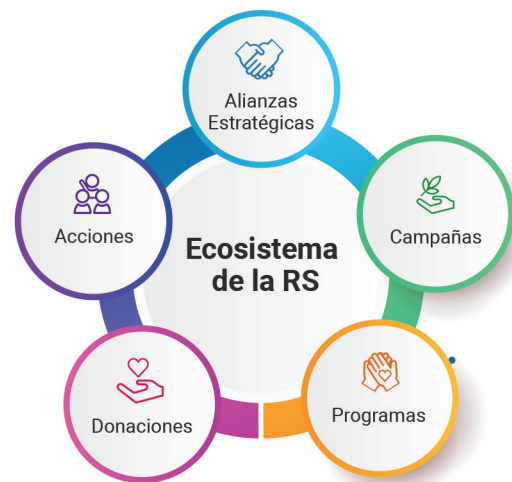 Alianzas
Estratégicas
Acciones
Campañas
Ecosistema
de la RS
Donaciones
Programas